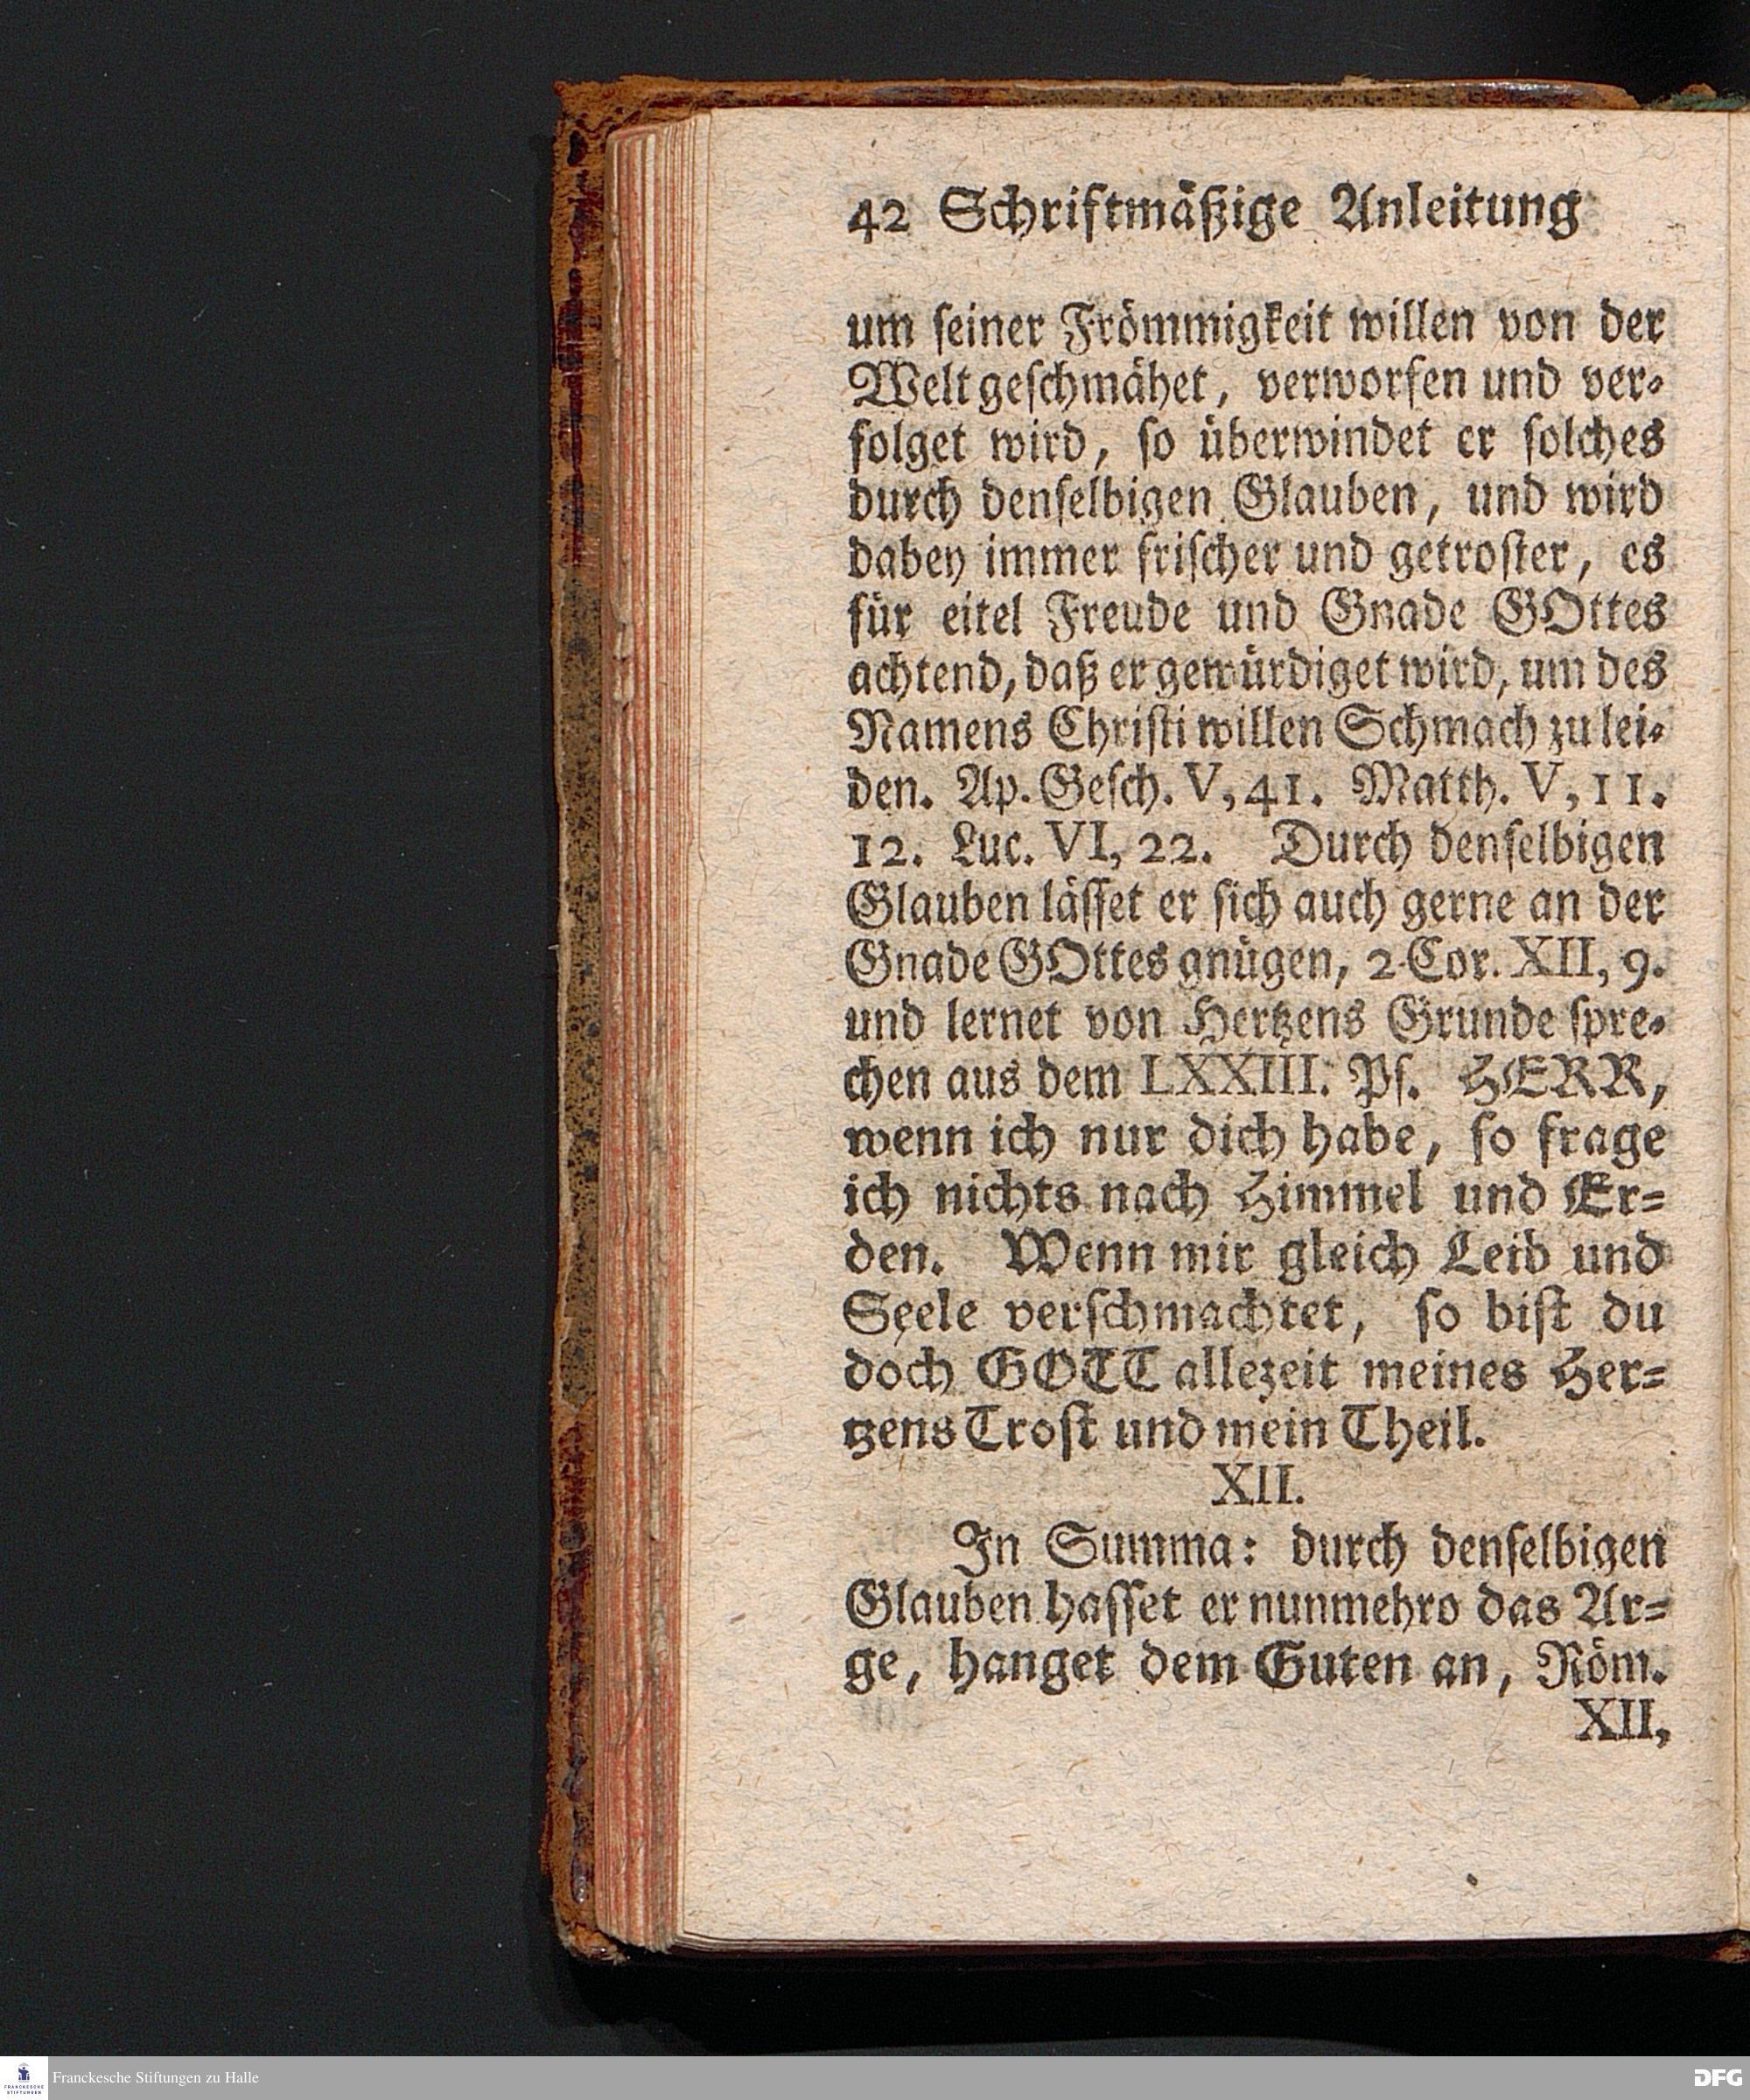 42 Schriftmäßige Anleitung
um ſeiner Frömmigkeit willen von der
Welt geſchmähet, verworfen und ver-
folget wird, ſo überwindet er ſolches
durch denſelbigen Glauben, und wird
dabey immer friſcher und getroſter, es
für eitel Freude und Gnade GOttes
achtend, daß er gewürdiget wird, um des
Namens Chriſti willen Schmach zu lei-
den. Ap. Geſch. V, 41. Matth. V, 11.
12. Luc. VI, 22. Durch denſelbigen
Glauben läſſet er ſich auch gerne an der
Gnade GOttes gnügen, 2 Cor. XII, 9.
und lernet von Hertzens Grunde ſpre-
chen aus dem LXXIII. Pſ. HERR,
wenn ich nur dich habe, ſo frage
ich nichts nach Himmel und Er-
den. Wenn mir gleich Leib und
Seele verſchmachtet, ſo biſt du
doch GOTT allezeit meines Her-
tzens Troſt und mein Theil.
XII.
In Summa: durch denſelbigen
Glauben haſſet er nunmehro das Ar-
ge, hanget dem Guten an, Röm.
XII,
FRANCKESCHE
STIFTUNGEN
Franckesche Stiftungen zu Halle
DFG